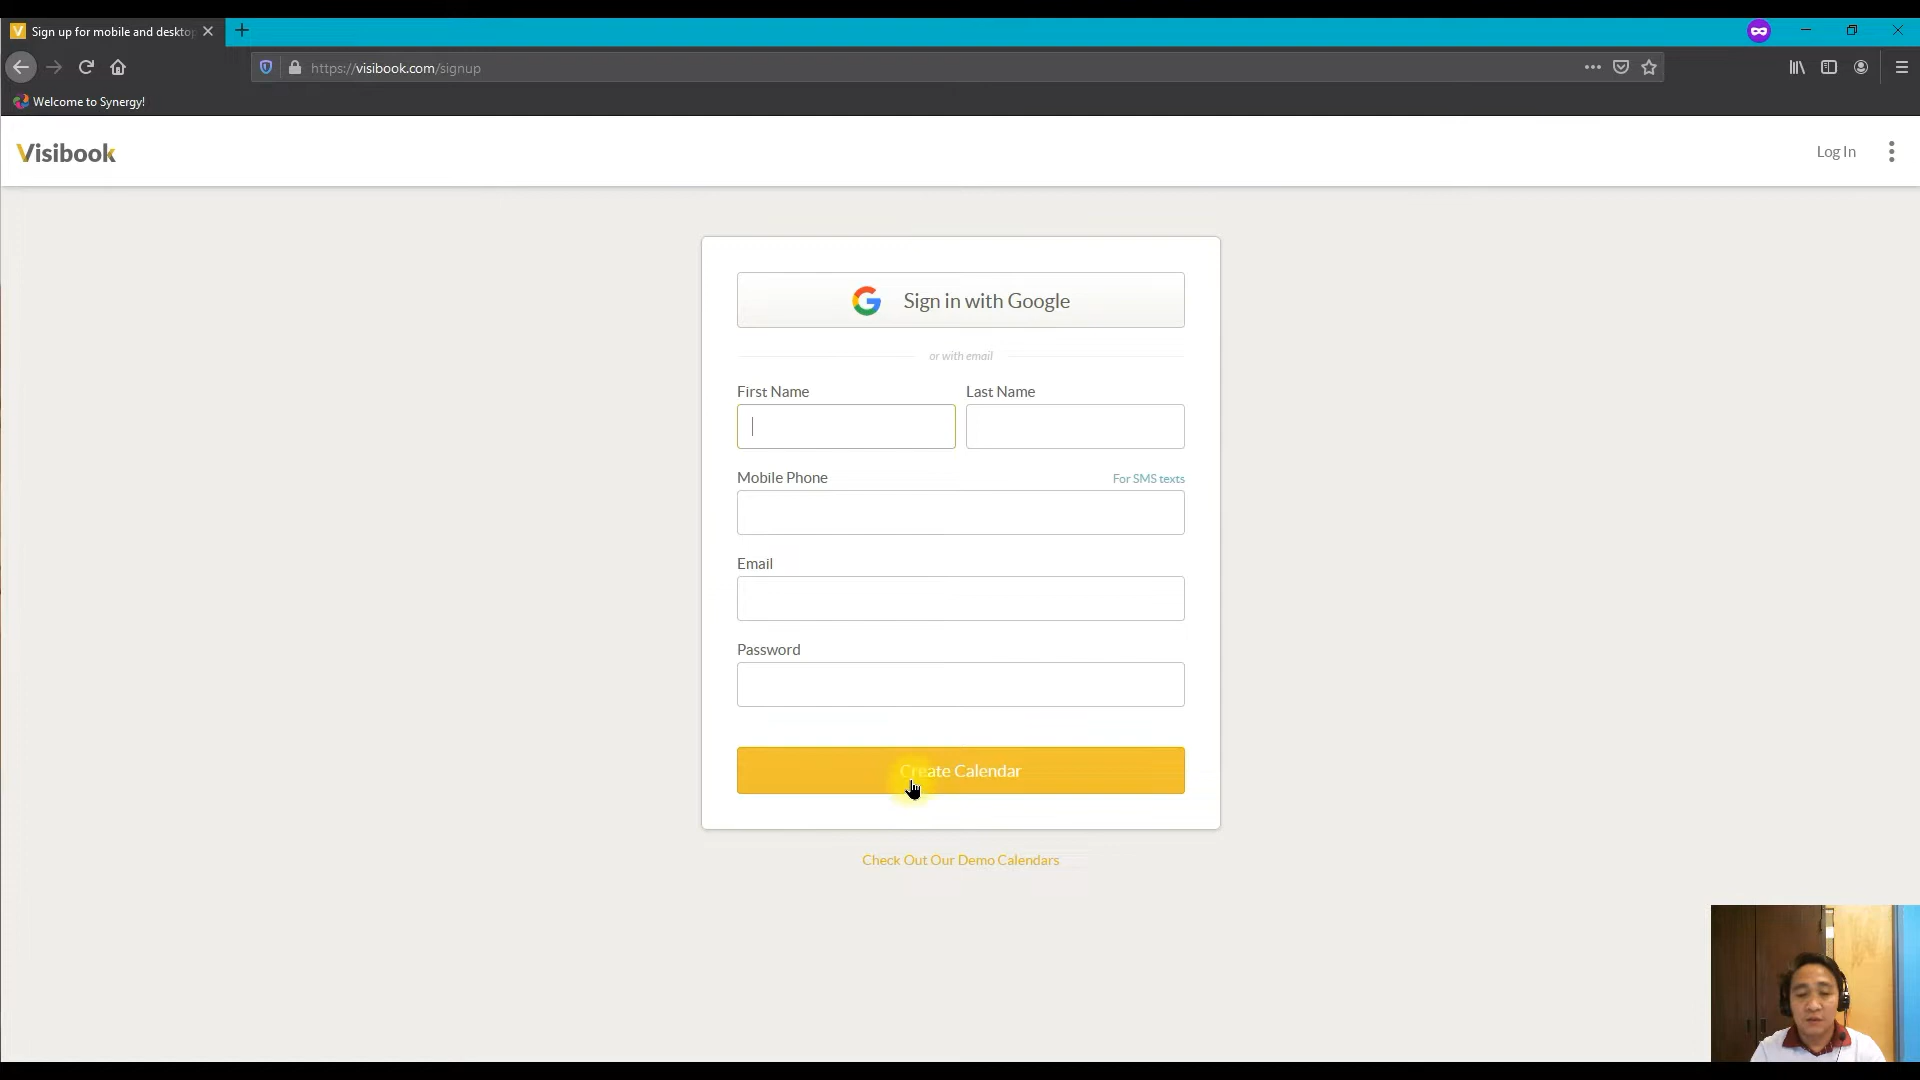 Sign up for mobile and deskto
https://visibook.com/signup
Welcome to Synergy!
Visibook
Log In
Sign in with Google
or with email
First Name
Last Name
Mobile Phone
For SMS texts
Email
Password
Create Calendar
Check Out Our Demo Calendars